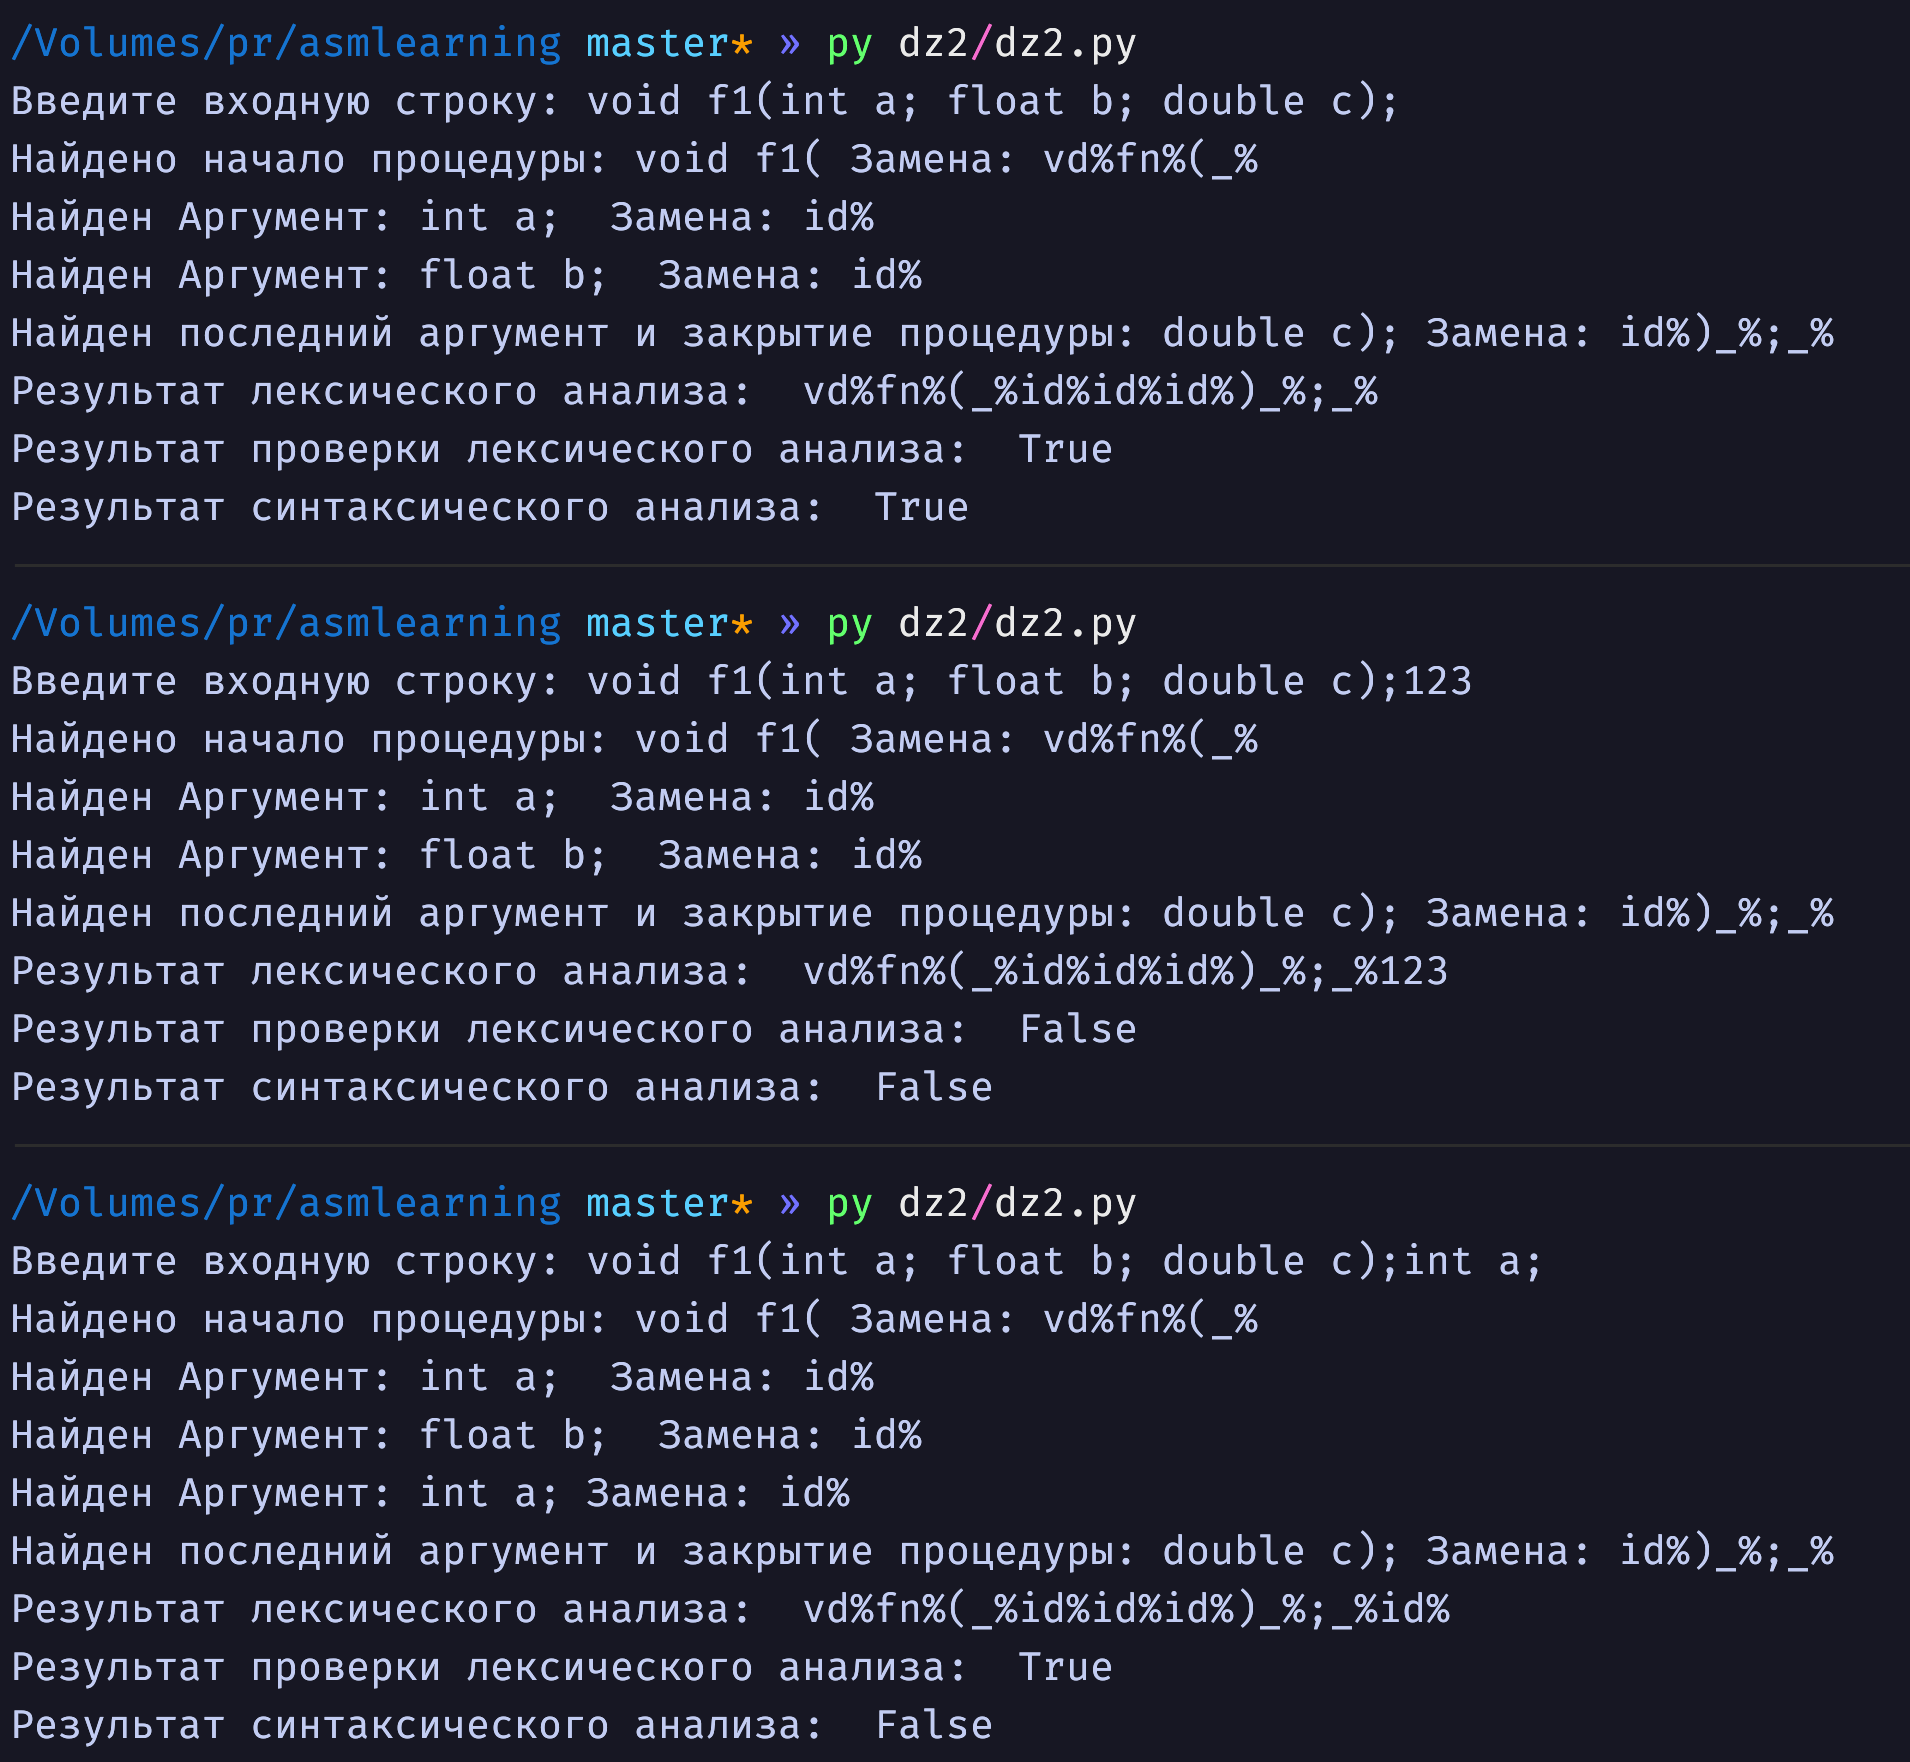 /Volumes/pr/asmlearning master* » py dz2/dz2.py
Введите входную строку: void f1(int a; float b; double c);
Найдено начало процедуры: void f1( Замена: vd%fn%(_%
Найден Аргумент: int a;  Замена: id%
Найден Аргумент: float b;  Замена: id%
Найден последний аргумент и закрытие процедуры: double c); Замена: id%)_%;_%
Результат лексического анализа:  vd%fn%(_%id%id%id%)_%;_%
Результат проверки лексического анализа:  True
Результат синтаксического анализа:  True
/Volumes/pr/asmlearning master* » py dz2/dz2.py
Введите входную строку: void f1(int a; float b; double c);123
Найдено начало процедуры: void f1( Замена: vd%fn%(_%
Найден Аргумент: int a;  Замена: id%
Найден Аргумент: float b;  Замена: id%
Найден последний аргумент и закрытие процедуры: double c); Замена: id%)_%;_%
Результат лексического анализа:  vd%fn%(_%id%id%id%)_%;_%123
Результат проверки лексического анализа:  False
Результат синтаксического анализа:  False
/Volumes/pr/asmlearning master* » py dz2/dz2.py
Введите входную строку: void f1(int a; float b; double c);int a;
Найдено начало процедуры: void f1( Замена: vd%fn%(_%
Найден Аргумент: int a;  Замена: id%
Найден Аргумент: float b;  Замена: id%
Найден Аргумент: int a; Замена: id%
Найден последний аргумент и закрытие процедуры: double c); Замена: id%)_%;_%
Результат лексического анализа:  vd%fn%(_%id%id%id%)_%;_%id%
Результат проверки лексического анализа:  True
Результат синтаксического анализа:  False